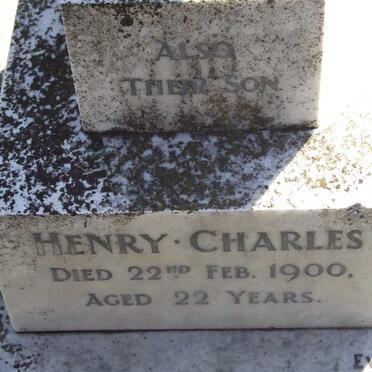 ALSO
THEIR SON
HENRY · CHARLES
DIED 22ND FEB. 1900,
AGED 22 YEARS.